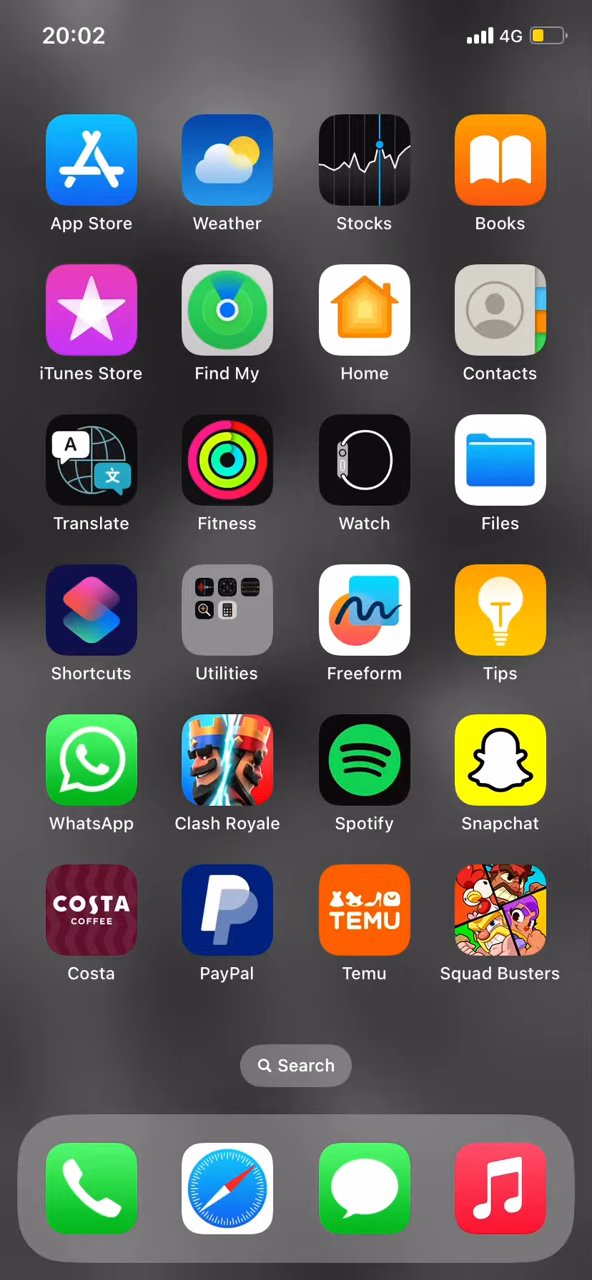 20:02 4G
App Store Weather Stocks Books
iTunes Store Find My Home Contacts
A 文
Translate Fitness Watch Files
Shortcuts Utilities Freeform Tips
WhatsApp Clash Royale Spotify Snapchat
COSTA
COFFEE
TEMU
Costa PayPal Temu Squad Busters
Search